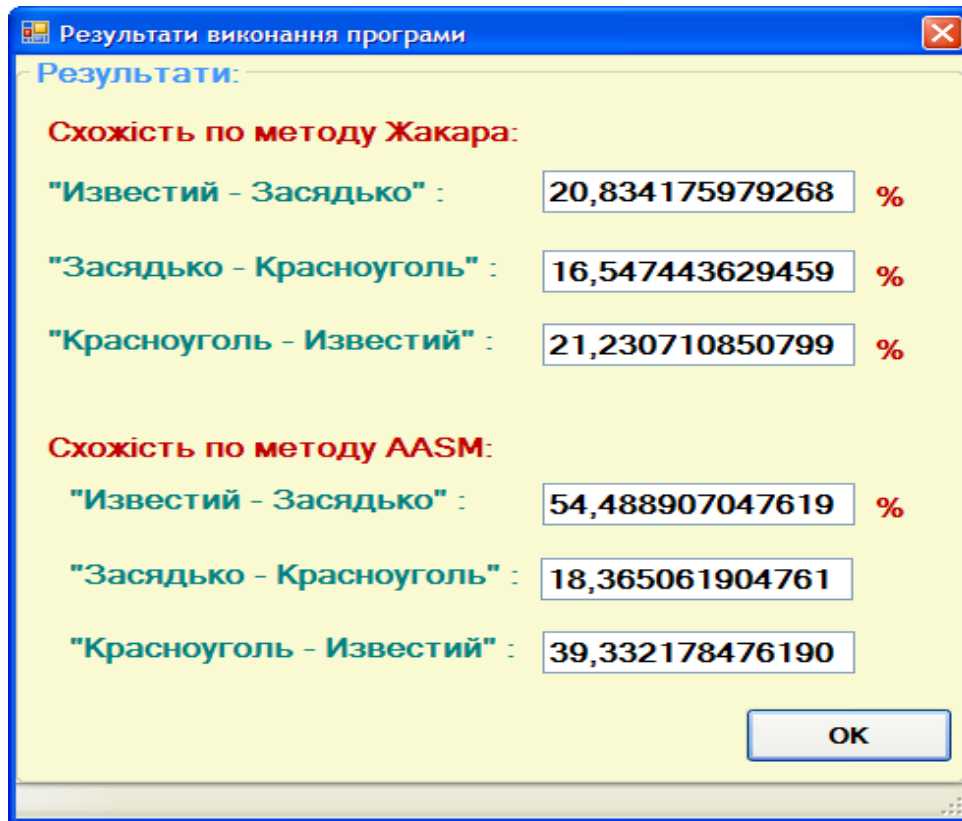 Результати виконання програми
Результати:
Схожість по методу Жакара:
"Известий - Засядько" : 20,834175979268 %
"Засядько - Красноуголь" : 16,547443629459 %
"Красноуголь - Известий" : 21,230710850799 %
Схожість по методу AASM:
"Известий - Засядько" : 54,488907047619 %
"Засядько - Красноуголь" : 18,365061904761
"Красноуголь - Известий" : 39,332178476190
ОК